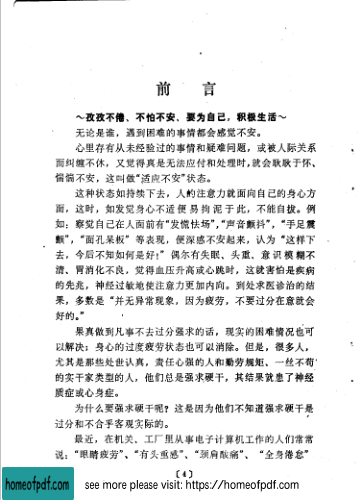 前言
～孜孜不倦、不怕不安、要为自己，积极生活～
无论是谁，遇到困难的事情都会感觉不安。
心里存有从未经验过的事情和疑难问题，或被人际关系
而纠缠不休，又觉得真是无法应付和处理时，就会耿耿于怀、
惴惴不安，这叫做“适应不安”状态。
这种状态如持续下去，人的注意力就面向自己的身心方
面，这时，如发觉身心不适便易拘泥于此，不能自拔。例
如：察觉自己在人面前有“发慌怯场”，“声音颤抖”，“手足震
颤”，“面孔呆板”等表现，便深感不安起来，认为“这样下
去，今后不知如何是好！”偶尔有失眠、头重、意识模糊不
清、胃消化不良，觉得血压升高或心跳时，这就害怕是疾病
的先兆，神经过敏地使注意力更加内向。到处求医诊治的结
果，多数是“并无异常现象，因为疲劳，不要过分在意就会
好的。”
果真做到凡事不去过分强求的话，现实的困难情况也可
以解决；身心的过度疲劳状态也可以消除。但是，很多人，
尤其是那些处世认真，责任心强的人和勤劳规矩、一丝不苟
的实干家类型的人，他们总是强求硬干，其结果就患了神经
质症或心身症。
为什么要强求硬干呢？这是因为他们不知道强求硬干是
过分和不合乎客观实际的。
最近，在机关、工厂里从事电子计算机工作的人们常常
说：“眼睛疲劳”、“有头重感”、“颈肩酸痛”、“全身倦怠”
〔4〕
homeofpdf.com
see more please visit: https://homeofpdf.com